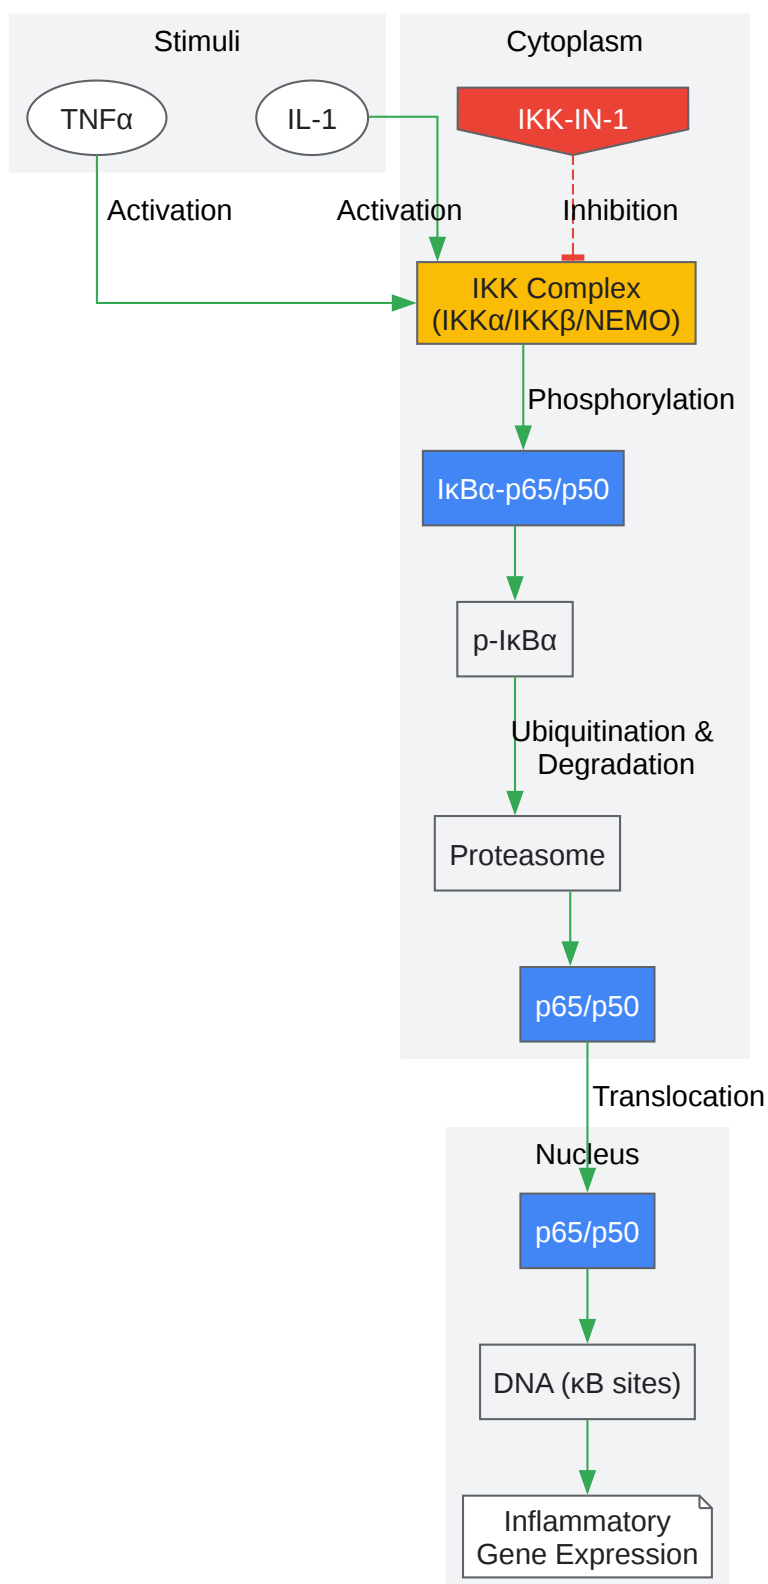 Stimuli
Cytoplasm
TNFα
IL-1
IKK-IN-1
Activation
Activation
Inhibition
IKK Complex
(IKKα/IKKβ/NEMO)
Phosphorylation
IκBα-p65/p50
p-IκBα
Ubiquitination &
Degradation
Proteasome
p65/p50
Translocation
Nucleus
p65/p50
DNA (κB sites)
Inflammatory
Gene Expression